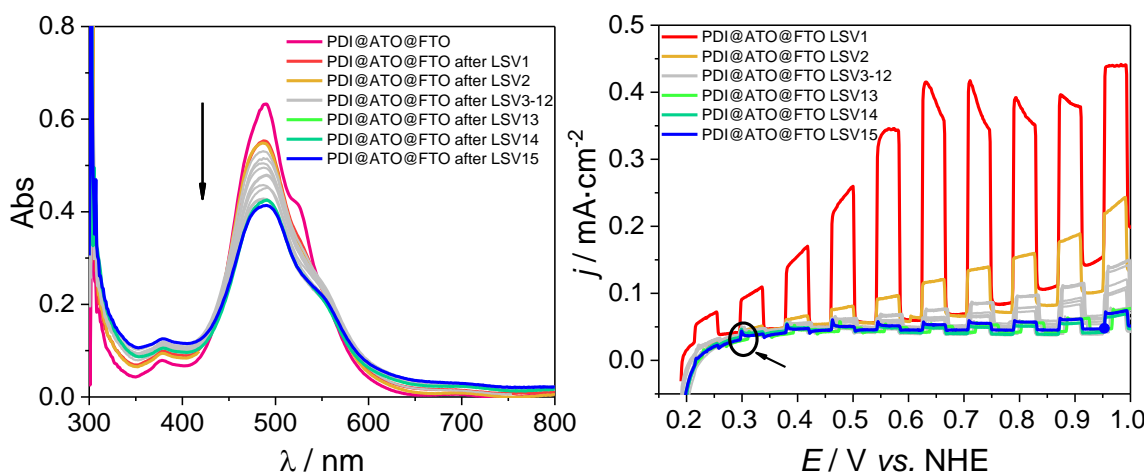 Abs
0.8
0.6
0.4
0.2
0.0
300 400 500 600 700 800
λ / nm
PDI@ATO@FTO
PDI@ATO@FTO after LSV1
PDI@ATO@FTO after LSV2
PDI@ATO@FTO after LSV3-12
PDI@ATO@FTO after LSV13
PDI@ATO@FTO after LSV14
PDI@ATO@FTO after LSV15
j / mA·cm-2
0.5
0.4
0.3
0.2
0.1
0.0
0.2 0.3 0.4 0.5 0.6 0.7 0.8 0.9 1.0
E / V vs. NHE
PDI@ATO@FTO LSV1
PDI@ATO@FTO LSV2
PDI@ATO@FTO LSV3-12
PDI@ATO@FTO LSV13
PDI@ATO@FTO LSV14
PDI@ATO@FTO LSV15